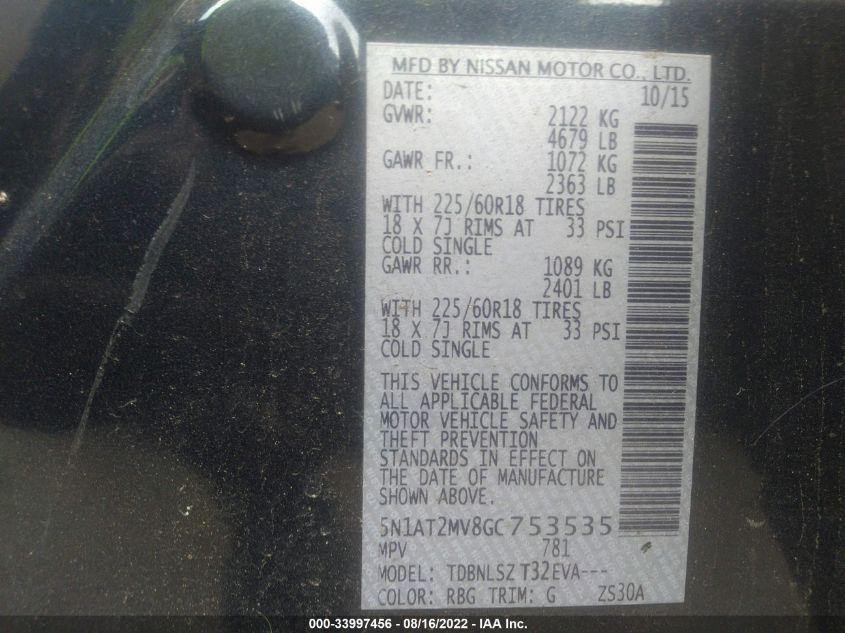 MFD BY NISSAN MOTOR CO., LTD.
DATE: 10/15
GVWR: 2122 KG
4679 LB
GAWR FR.: 1072 KG
2363 LB
WITH 225/60R18 TIRES
18 X 7J RIMS AT 33 PSI
COLD SINGLE
GAWR RR.: 1089 KG
2401 LB
WITH 225/60R18 TIRES
18 X 7J RIMS AT 33 PSI
COLD SINGLE
THIS VEHICLE CONFORMS TO
ALL APPLICABLE FEDERAL
MOTOR VEHICLE SAFETY AND
THEFT PREVENTION
STANDARDS IN EFFECT ON
THE DATE OF MANUFACTURE
SHOWN ABOVE.
5N1AT2MV8GC753535
MPV 781
MODEL: TDBNLSZ T32EVA---
COLOR: RBG TRIM: G ZS30A
000-33997456 - 08/16/2022 - IAA Inc.